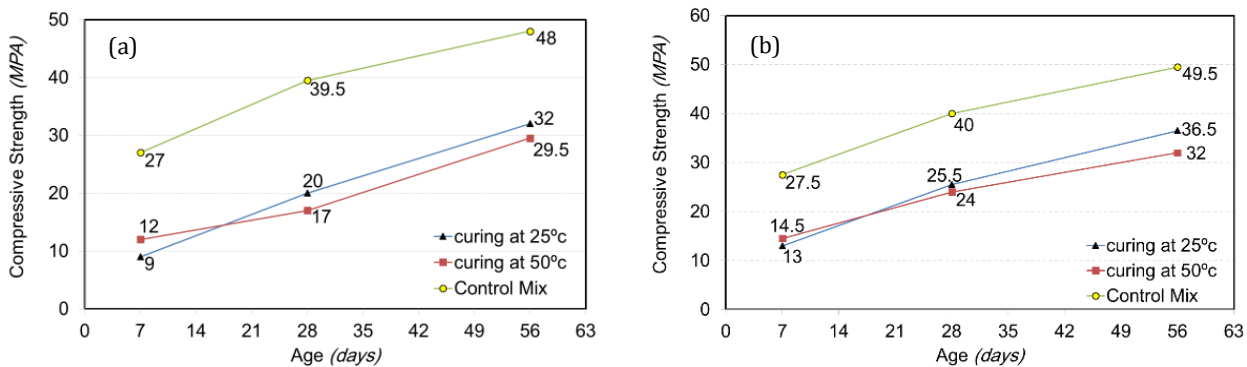 (a)
Compressive Strength (MPA)
50
40
30
20
10
0
27
39.5
48
12
9
20
17
32
29.5
curing at 25ºc
curing at 50ºc
Control Mix
0 7 14 21 28 35 42 49 56 63
Age (days)
(b)
Compressive Strength (MPA)
60
50
40
30
20
10
0
27.5
40
49.5
14.5
13
25.5
24
36.5
32
curing at 25ºc
curing at 50ºc
Control Mix
0 7 14 21 28 35 42 49 56 63
Age (days)